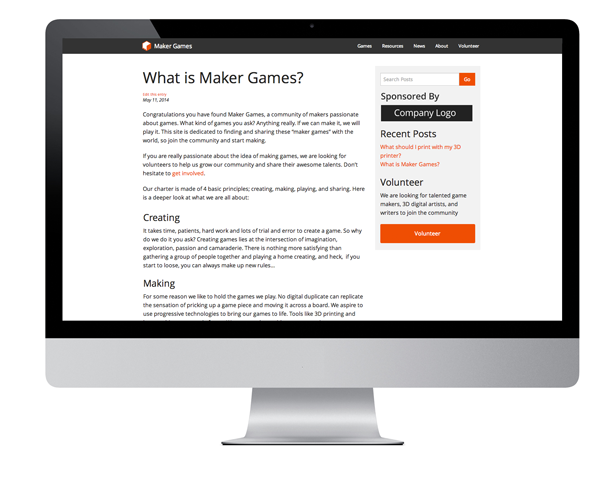 Maker Games
Games Resources News About Volunteer
What is Maker Games?
Edit this entry
May 11, 2014
Congratulations you have found Maker Games, a community of makers passionate
about games. What kind of games you ask? Anything really. If we can make it, we will
play it. This site is dedicated to finding and sharing these "maker games" with the
world, so join the community and start making.
If you are really passionate about the idea of making games, we are looking for
volunteers to help us grow our community and share their awesome talents. Don't
hesitate to get involved.
Our charter is made of 4 basic principles; creating, making, playing, and sharing. Here
is a deeper look at what we are all about:
Creating
It takes time, patients, hard work and lots of trial and error to create a game. So why
do we do it you ask? Creating games lies at the intersection of imagination,
exploration, passion and camaraderie. There is nothing more satisfying than
gathering a group of people together and playing a home creating, and heck, if you
start to loose, you can always make up new rules...
Making
For some reason we like to hold the games we play. No digital duplicate can replicate
the sensation of pricking up a game piece and moving it across a board. We aspire to
use progressive technologies to bring our games to life. Tools like 3D printing and
Search Posts Go
Sponsored By
Company Logo
Recent Posts
What should I print with my 3D
printer?
What is Maker Games?
Volunteer
We are looking for talented game
makers, 3D digital artists, and
writers to join the community
Volunteer